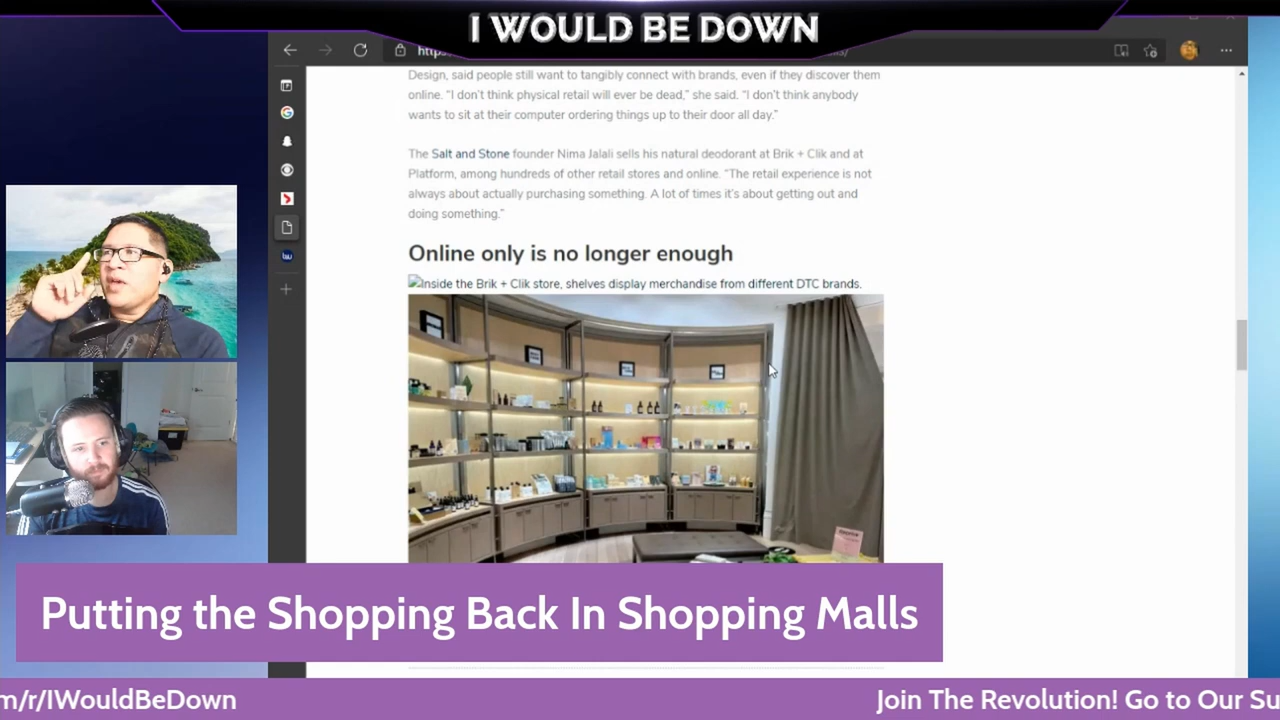 I WOULD BE DOWN
Design, said people still want to tangibly connect with brands, even if they discover them
online. “I don’t think physical retail will ever be dead,” she said. “I don’t think anybody
wants to sit at their computer ordering things up to their door all day.”
The Salt and Stone founder Nima Jalali sells his natural deodorant at Brik + Clik and at
Platform, among hundreds of other retail stores and online. “The retail experience is not
always about actually purchasing something. A lot of times it’s about getting out and
doing something.”
Online only is no longer enough
Inside the Brik + Clik store, shelves display merchandise from different DTC brands.
Putting the Shopping Back In Shopping Malls
m/r/IWouldBeDown
Join The Revolution! Go to Our Su